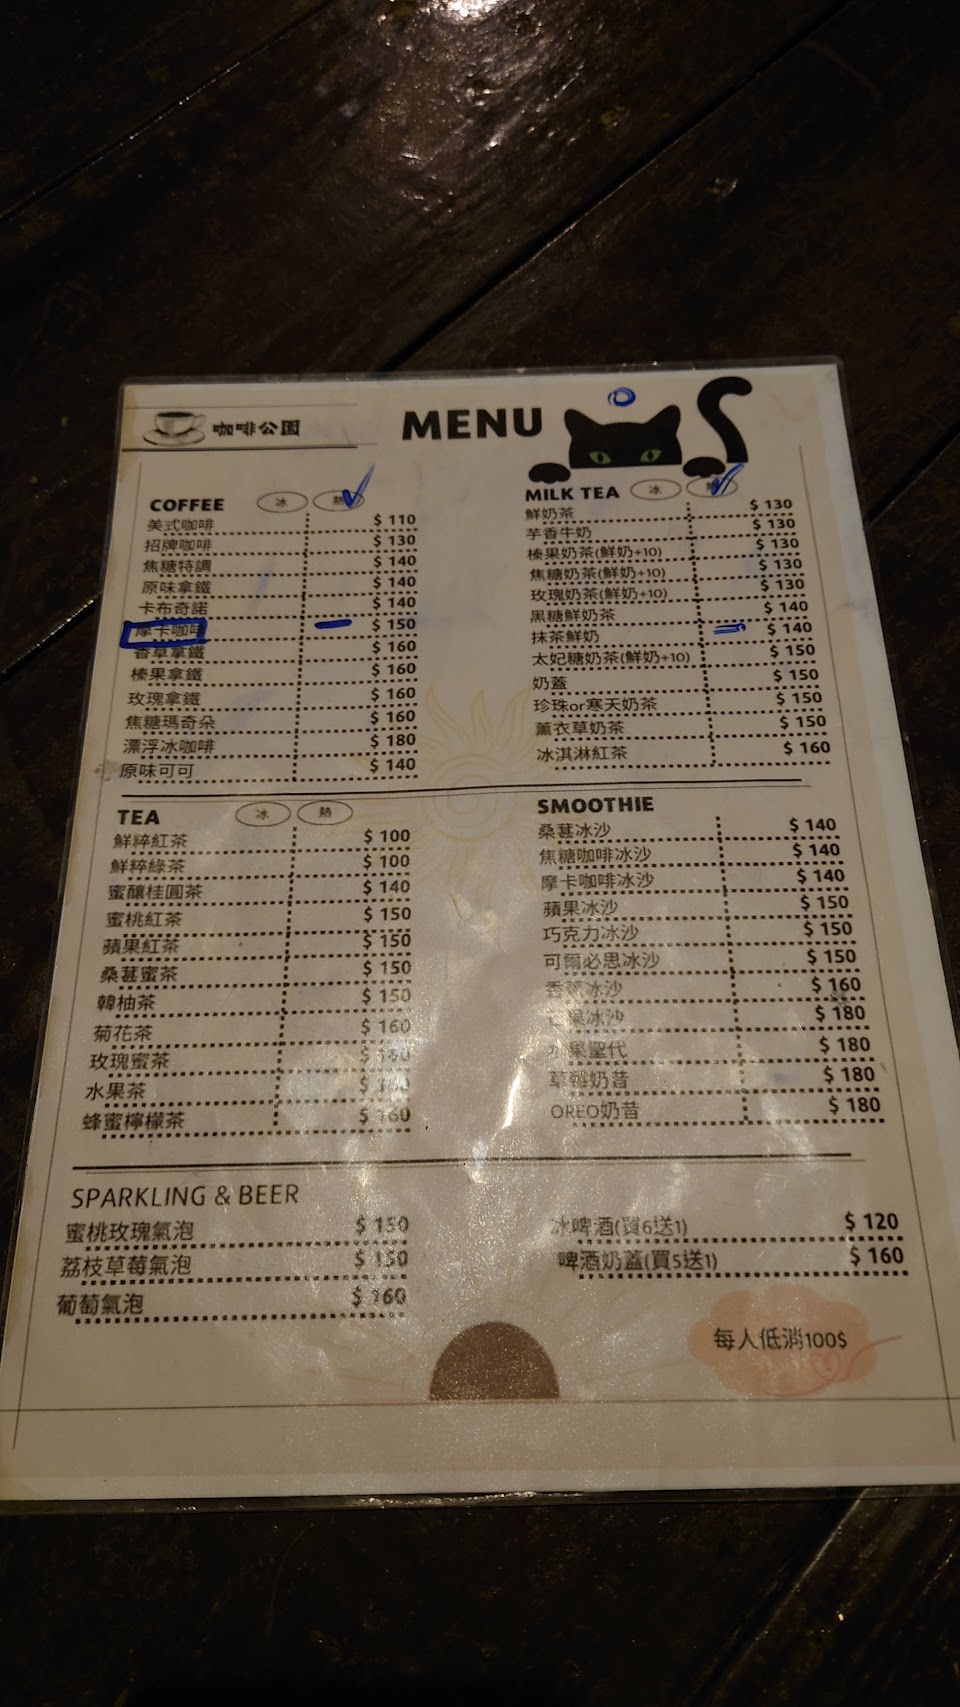 咖啡公園
MENU
COFFEE 冰 熱
美式咖啡 $ 110
招牌咖啡 $ 130
焦糖特調 $ 140
原味拿鐵 $ 140
卡布奇諾 $ 140
摩卡咖啡 $ 150
香草拿鐵 $ 160
榛果拿鐵 $ 160
玫瑰拿鐵 $ 160
焦糖瑪奇朵 $ 160
漂浮冰咖啡 $ 180
原味可可 $ 140
MILK TEA 冰 熱
鮮奶茶 $ 130
芋香牛奶 $ 130
榛果奶茶(鮮奶+10) $ 130
焦糖奶茶(鮮奶+10) $ 130
玫瑰奶茶(鮮奶+10) $ 130
黑糖鮮奶茶 $ 140
抹茶鮮奶 $ 140
太妃糖奶茶(鮮奶+10) $ 150
奶蓋 $ 150
珍珠or寒天奶茶 $ 150
薰衣草奶茶 $ 150
冰淇淋紅茶 $ 160
TEA 冰 熱
鮮粹紅茶 $ 100
鮮粹綠茶 $ 100
蜜釀桂圓茶 $ 140
蜜桃紅茶 $ 150
蘋果紅茶 $ 150
桑葚蜜茶 $ 150
韓柚茶 $ 150
菊花茶 $ 160
玫瑰蜜茶 $ 160
水果茶 $ 160
蜂蜜檸檬茶 $ 160
SMOOTHIE
桑葚冰沙 $ 140
焦糖咖啡冰沙 $ 140
摩卡咖啡冰沙 $ 140
蘋果冰沙 $ 150
巧克力冰沙 $ 150
可爾必思冰沙 $ 150
香蕉冰沙 $ 160
芒果冰沙 $ 180
水果聖代 $ 180
草莓奶昔 $ 180
OREO奶昔 $ 180
SPARKLING & BEER
蜜桃玫瑰氣泡 $ 150
荔枝草莓氣泡 $ 150
葡萄氣泡 $ 160
冰啤酒(買6送1) $ 120
啤酒奶蓋(買5送1) $ 160
每人低消100$